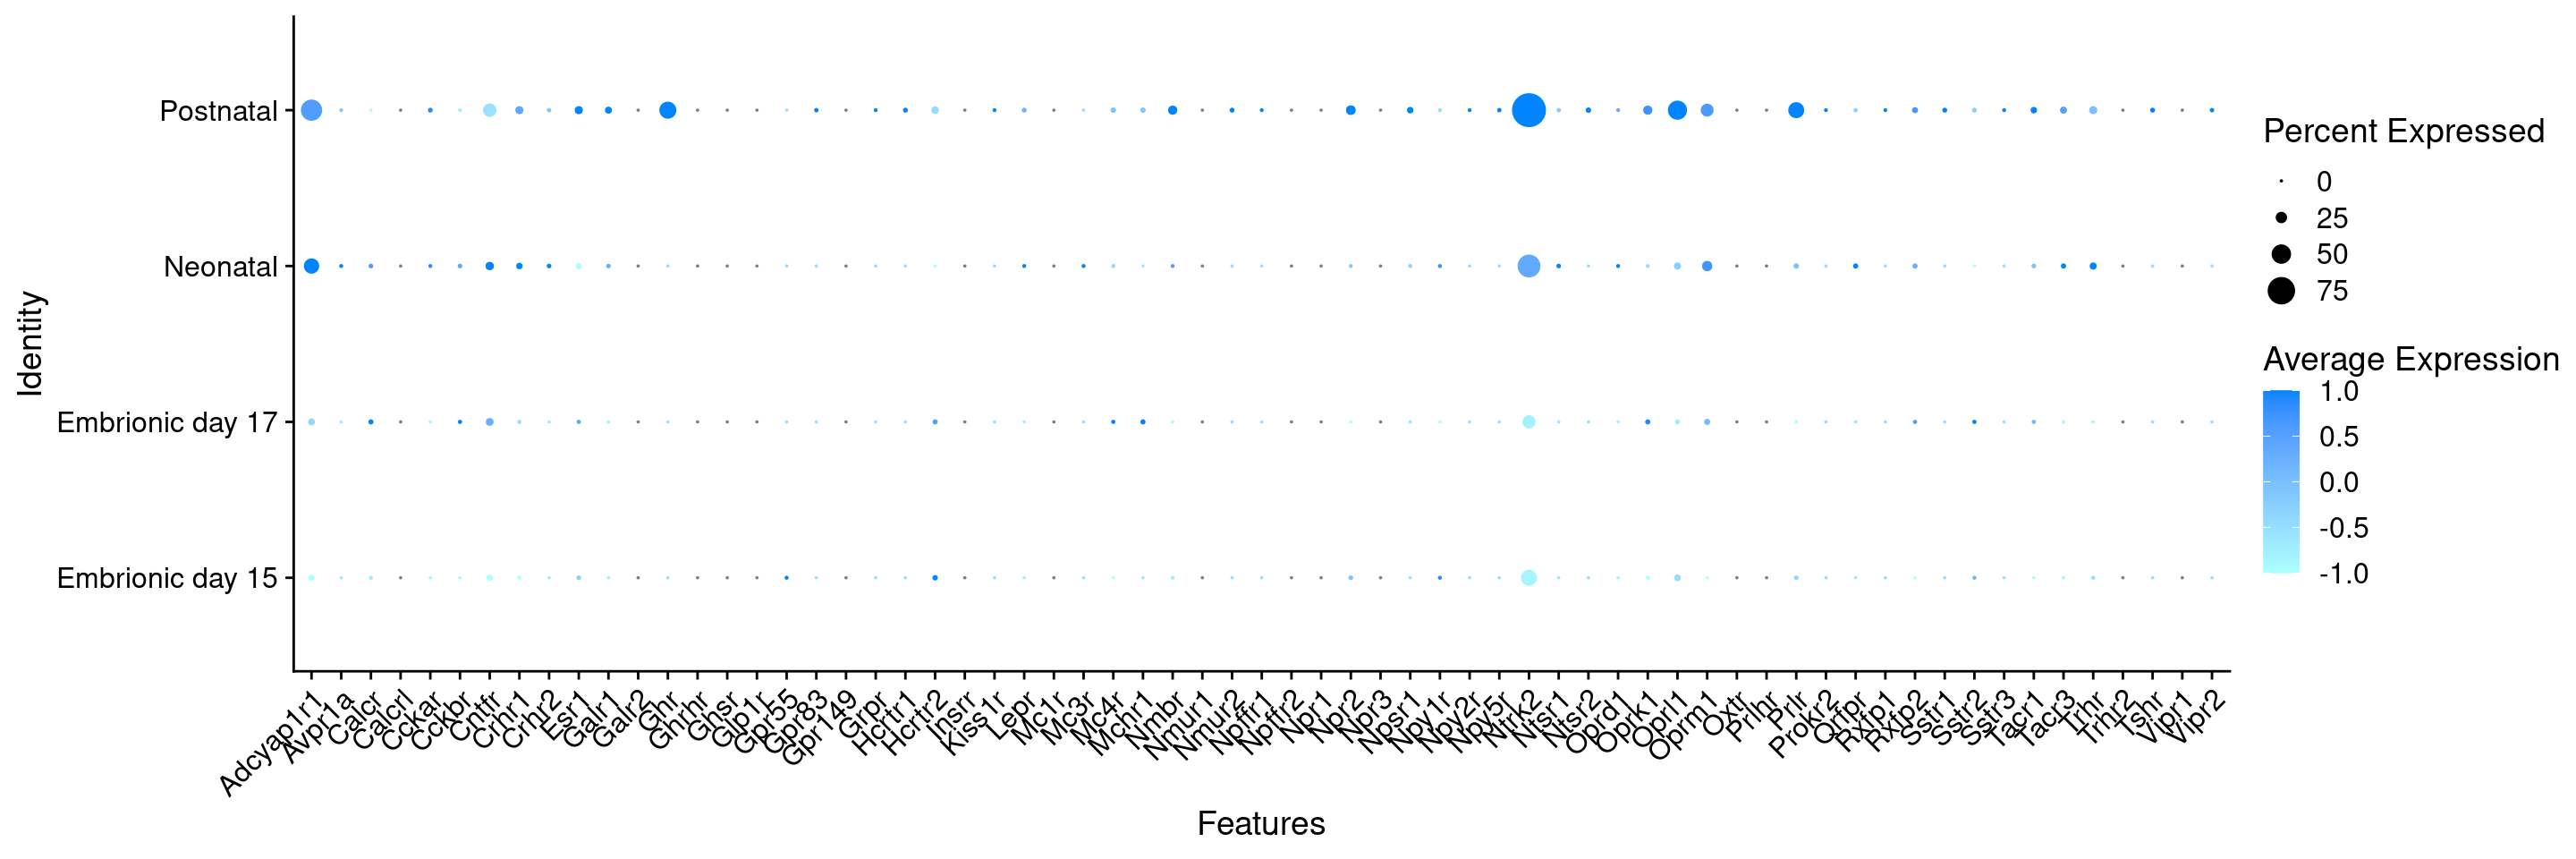 Postnatal
Neonatal
Embrionic day 17
Embrionic day 15
Identity
Adcyap1r1
Avpr1a
Calcr
Calcrl
Cckar
Cckbr
Cntfr
Crhr1
Crhr2
Esr1
Galr1
Galr2
Ghr
Gnrhr
Ghsr
Glp1r
Gpr55
Gpr83
Gpr149
Grpr
Hcrtr1
Hcrtr2
Insrr
Kiss1r
Lepr
Mc1r
Mc3r
Mc4r
Mchr1
Nmbr
Nmur1
Nmur2
Npffr1
Npffr2
Npr1
Npr2
Npr3
Npsr1
Npy1r
Npy2r
Npy5r
Ntrk2
Ntsr1
Ntsr2
Oprd1
Oprk1
Oprl1
Oprm1
Oxtr
Prlhr
Prlr
Prokr2
Qrfpr
Rxfp1
Rxfp2
Sstr1
Sstr2
Sstr3
Tacr1
Tacr3
Trhr
Trhr2
Tshr
Vipr1
Vipr2
Features
Percent Expressed
0
25
50
75
Average Expression
1.0
0.5
0.0
-0.5
-1.0